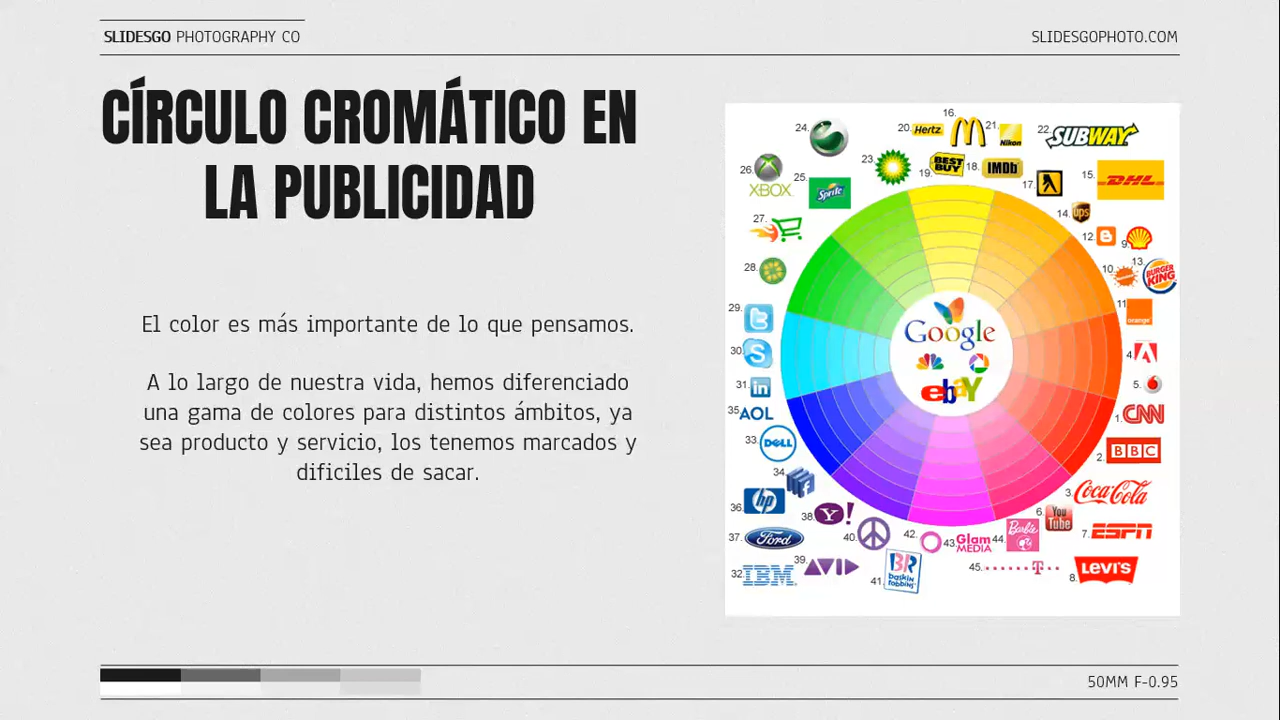 SLIDESGO PHOTOGRAPHY CO
SLIDESGOPHOTO.COM
CÍRCULO CROMÁTICO EN
LA PUBLICIDAD
El color es más importante de lo que pensamos.
A lo largo de nuestra vida, hemos diferenciado
una gama de colores para distintos ámbitos, ya
sea producto y servicio, los tenemos marcados y
dificiles de sacar.
16.
24.
20. Hertz
21. Nikon
22. SUBWAY
23.
19. BEST BUY
18. IMDb
17.
15. DHL
26. XBOX
25. Sprite
14. ups
27.
12.
9.
28.
10.
13. BURGER KING
29.
11. orange
Google
30.
4.
ebaY
31. in
5.
35. AOL
1. CNN
33. DELL
2. BBC
34.
3. Coca-Cola
36. hp
6. You Tube
38. Y!
7. ESPN
37. Ford
40.
42.
43. Glam MEDIA
44. Barbie
32. IBM
39. AVID
41. BR baskin robbins
45. T
8. LEVI'S
50MM F-0.95